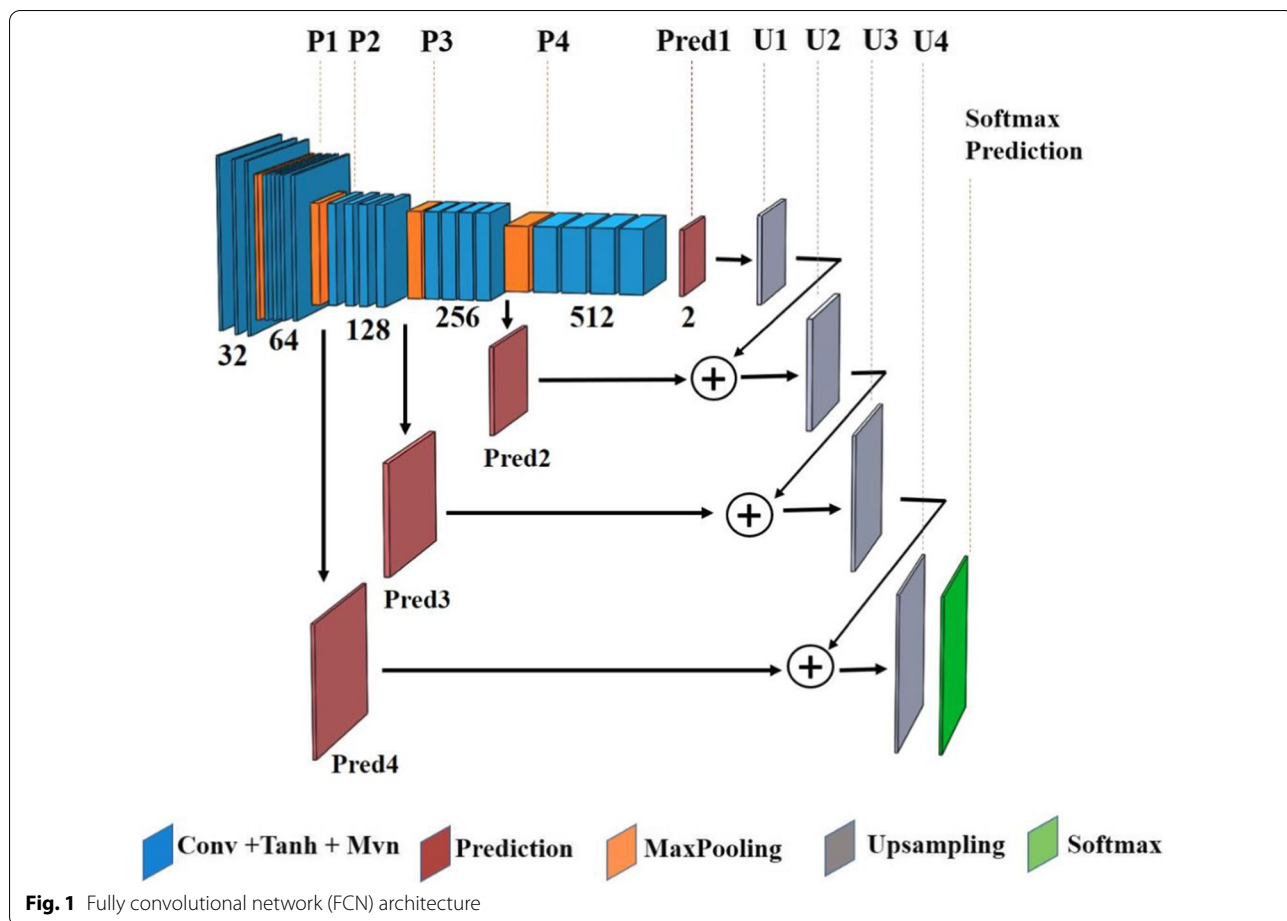 P1 P2 P3 P4 Pred1 U1 U2 U3 U4
Softmax
Prediction
32 64 128 256 512 2
Pred2
Pred3
Pred4
Conv +Tanh + Mvn Prediction MaxPooling Upsampling Softmax
Fig. 1 Fully convolutional network (FCN) architecture